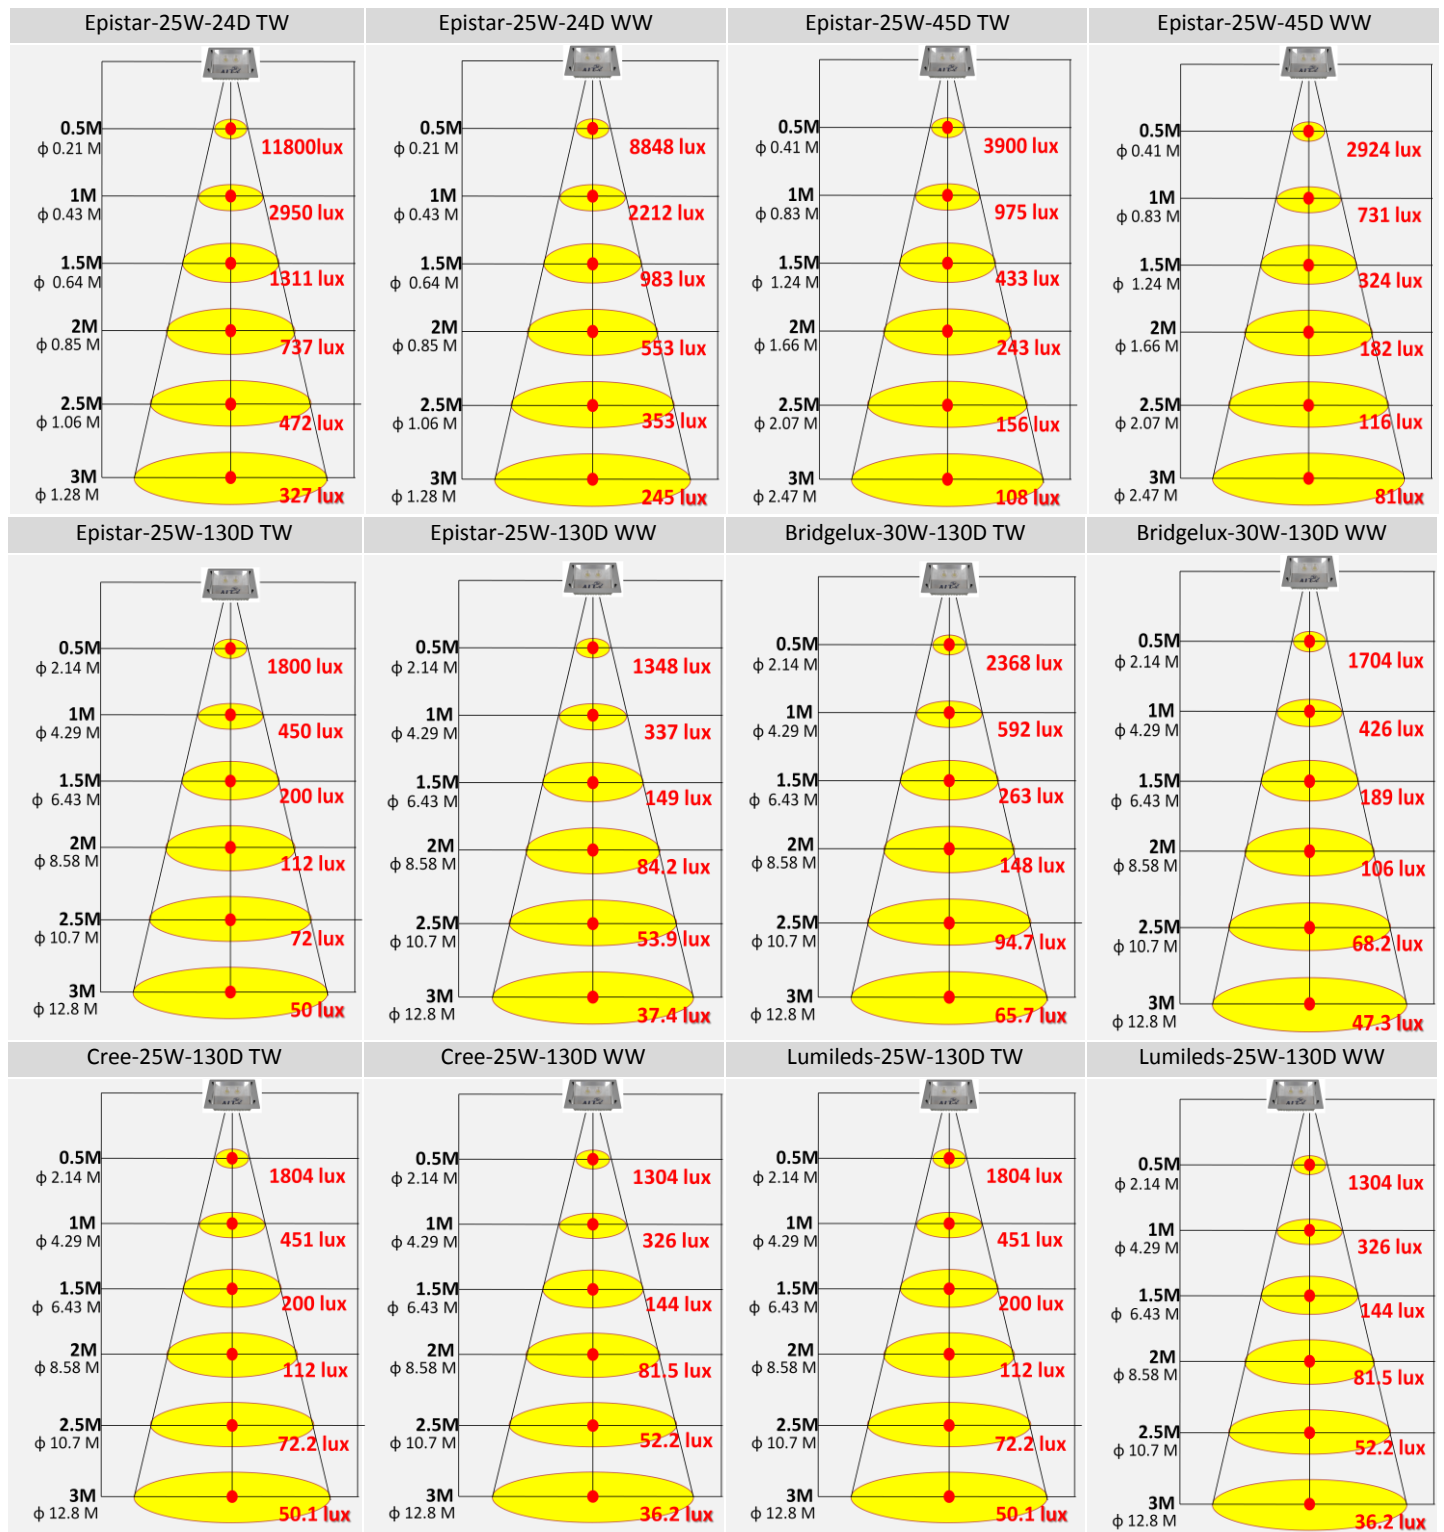 Epistar-25W-24D TW
0.5M
ϕ 0.21 M
11800lux
1M
ϕ 0.43 M
2950 lux
1.5M
ϕ 0.64 M
1311 lux
2M
ϕ 0.85 M
737 lux
2.5M
ϕ 1.06 M
472 lux
3M
ϕ 1.28 M
327 lux
Epistar-25W-24D WW
0.5M
ϕ 0.21 M
8848 lux
1M
ϕ 0.43 M
2212 lux
1.5M
ϕ 0.64 M
983 lux
2M
ϕ 0.85 M
553 lux
2.5M
ϕ 1.06 M
353 lux
3M
ϕ 1.28 M
245 lux
Epistar-25W-45D TW
0.5M
ϕ 0.41 M
3900 lux
1M
ϕ 0.83 M
975 lux
1.5M
ϕ 1.24 M
433 lux
2M
ϕ 1.66 M
243 lux
2.5M
ϕ 2.07 M
156 lux
3M
ϕ 2.47 M
108 lux
Epistar-25W-45D WW
0.5M
ϕ 0.41 M
2924 lux
1M
ϕ 0.83 M
731 lux
1.5M
ϕ 1.24 M
324 lux
2M
ϕ 1.66 M
182 lux
2.5M
ϕ 2.07 M
116 lux
3M
ϕ 2.47 M
81lux
Epistar-25W-130D TW
0.5M
ϕ 2.14 M
1800 lux
1M
ϕ 4.29 M
450 lux
1.5M
ϕ 6.43 M
200 lux
2M
ϕ 8.58 M
112 lux
2.5M
ϕ 10.7 M
72 lux
3M
ϕ 12.8 M
50 lux
Epistar-25W-130D WW
0.5M
ϕ 2.14 M
1348 lux
1M
ϕ 4.29 M
337 lux
1.5M
ϕ 6.43 M
149 lux
2M
ϕ 8.58 M
84.2 lux
2.5M
ϕ 10.7 M
53.9 lux
3M
ϕ 12.8 M
37.4 lux
Bridgelux-30W-130D TW
0.5M
ϕ 2.14 M
2368 lux
1M
ϕ 4.29 M
592 lux
1.5M
ϕ 6.43 M
263 lux
2M
ϕ 8.58 M
148 lux
2.5M
ϕ 10.7 M
94.7 lux
3M
ϕ 12.8 M
65.7 lux
Bridgelux-30W-130D WW
0.5M
ϕ 2.14 M
1704 lux
1M
ϕ 4.29 M
426 lux
1.5M
ϕ 6.43 M
189 lux
2M
ϕ 8.58 M
106 lux
2.5M
ϕ 10.7 M
68.2 lux
3M
ϕ 12.8 M
47.3 lux
Cree-25W-130D TW
0.5M
ϕ 2.14 M
1804 lux
1M
ϕ 4.29 M
451 lux
1.5M
ϕ 6.43 M
200 lux
2M
ϕ 8.58 M
112 lux
2.5M
ϕ 10.7 M
72.2 lux
3M
ϕ 12.8 M
50.1 lux
Cree-25W-130D WW
0.5M
ϕ 2.14 M
1304 lux
1M
ϕ 4.29 M
326 lux
1.5M
ϕ 6.43 M
144 lux
2M
ϕ 8.58 M
81.5 lux
2.5M
ϕ 10.7 M
52.2 lux
3M
ϕ 12.8 M
36.2 lux
Lumileds-25W-130D TW
0.5M
ϕ 2.14 M
1804 lux
1M
ϕ 4.29 M
451 lux
1.5M
ϕ 6.43 M
200 lux
2M
ϕ 8.58 M
112 lux
2.5M
ϕ 10.7 M
72.2 lux
3M
ϕ 12.8 M
50.1 lux
Lumileds-25W-130D WW
0.5M
ϕ 2.14 M
1304 lux
1M
ϕ 4.29 M
326 lux
1.5M
ϕ 6.43 M
144 lux
2M
ϕ 8.58 M
81.5 lux
2.5M
ϕ 10.7 M
52.2 lux
3M
ϕ 12.8 M
36.2 lux